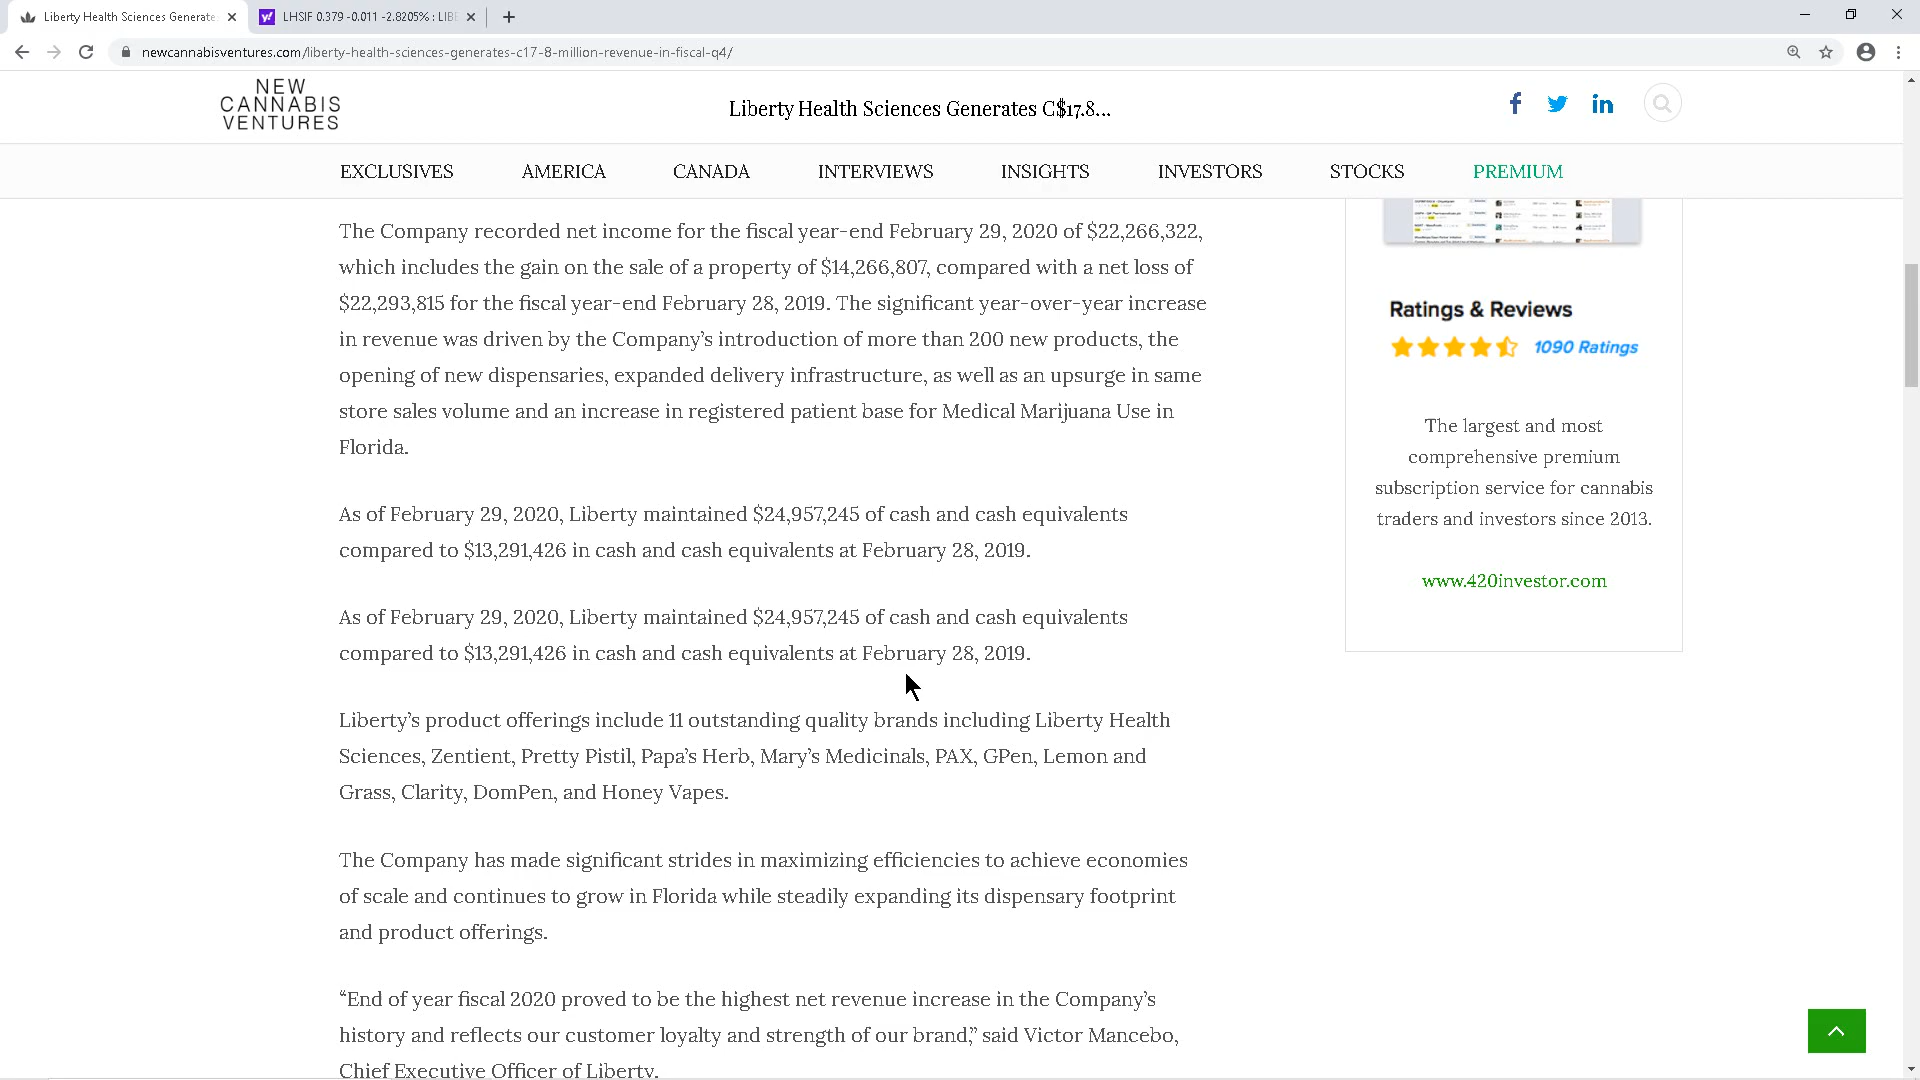 Liberty Health Sciences Generate
LHSIF 0.379 -0.011 -2.8205% : LIBE
newcannabisventures.com/liberty-health-sciences-generates-c17-8-million-revenue-in-fiscal-q4/
NEW
CANNABIS
VENTURES
Liberty Health Sciences Generates C$17.8...
EXCLUSIVES AMERICA CANADA INTERVIEWS INSIGHTS INVESTORS STOCKS PREMIUM
The Company recorded net income for the fiscal year-end February 29, 2020 of $22,266,322,
which includes the gain on the sale of a property of $14,266,807, compared with a net loss of
$22,293,815 for the fiscal year-end February 28, 2019. The significant year-over-year increase
in revenue was driven by the Company’s introduction of more than 200 new products, the
opening of new dispensaries, expanded delivery infrastructure, as well as an upsurge in same
store sales volume and an increase in registered patient base for Medical Marijuana Use in
Florida.
As of February 29, 2020, Liberty maintained $24,957,245 of cash and cash equivalents
compared to $13,291,426 in cash and cash equivalents at February 28, 2019.
As of February 29, 2020, Liberty maintained $24,957,245 of cash and cash equivalents
compared to $13,291,426 in cash and cash equivalents at February 28, 2019.
Liberty’s product offerings include 11 outstanding quality brands including Liberty Health
Sciences, Zentient, Pretty Pistil, Papa’s Herb, Mary’s Medicinals, PAX, GPen, Lemon and
Grass, Clarity, DomPen, and Honey Vapes.
The Company has made significant strides in maximizing efficiencies to achieve economies
of scale and continues to grow in Florida while steadily expanding its dispensary footprint
and product offerings.
“End of year fiscal 2020 proved to be the highest net revenue increase in the Company’s
history and reflects our customer loyalty and strength of our brand,” said Victor Mancebo,
Chief Executive Officer of Liberty.
Ratings & Reviews
1090 Ratings
The largest and most
comprehensive premium
subscription service for cannabis
traders and investors since 2013.
www.420investor.com